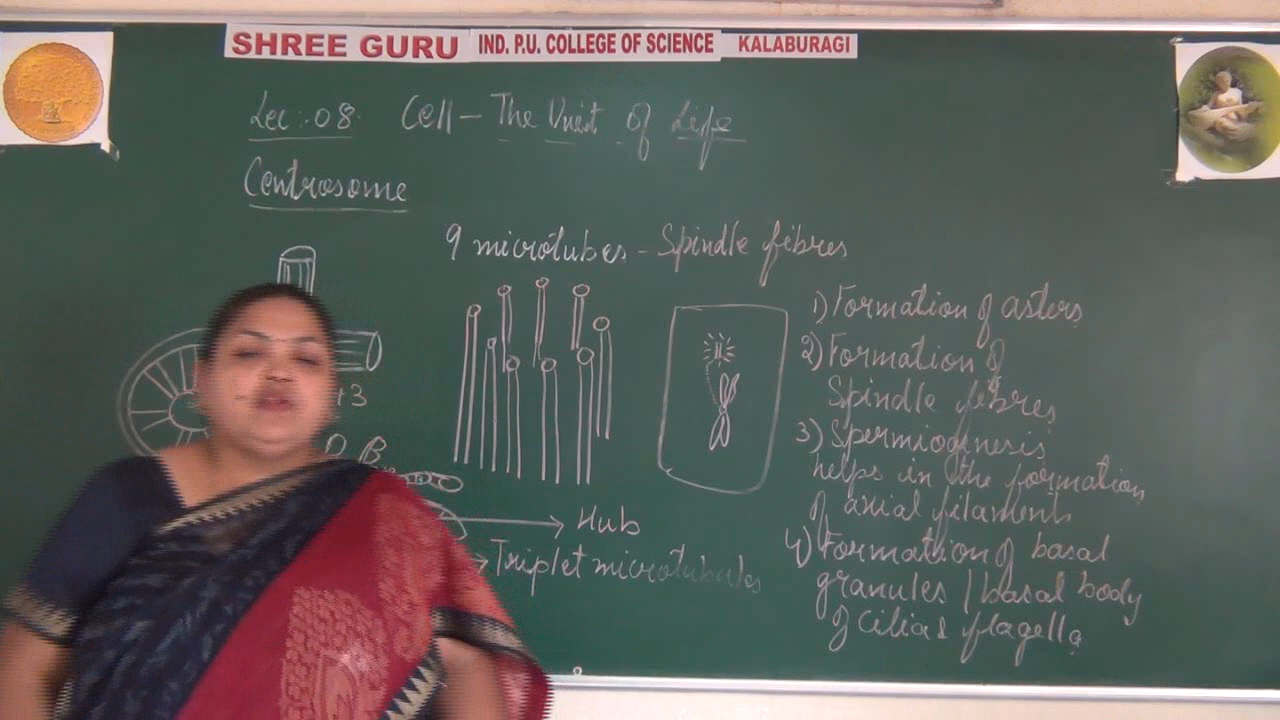 SHREE GURU IND. P.U. COLLEGE OF SCIENCE KALABURAGI
Lec:-08. Cell – The Unit of Life
Centrosome
9 microtubes - Spindle fibres
1) Formation of asters
2) Formation of
Spindle fibres
3) Spermiogenesis
helps in the formation
of axial filaments
4) Formation of basal
granules / basal body
of cilia & flagella
+3
B
Hub
Triplet microtubules